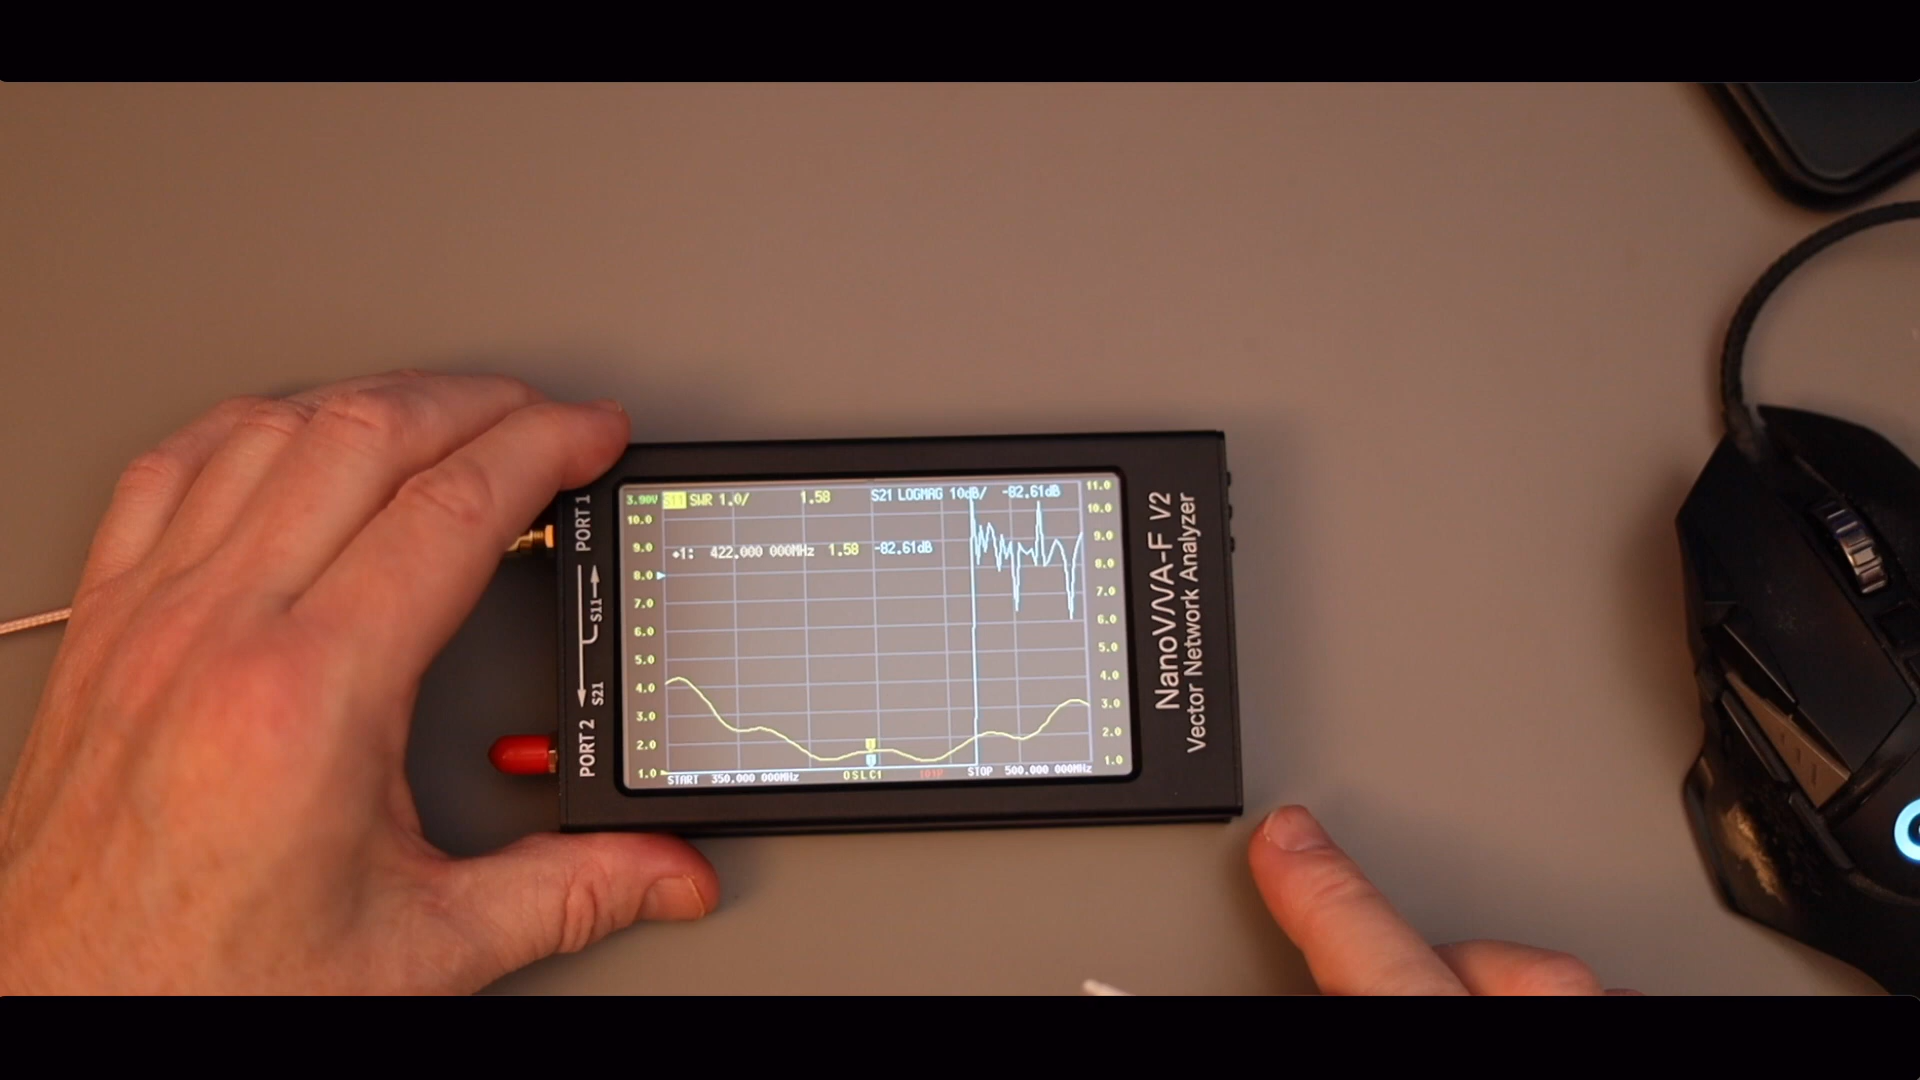 3.90V S11 SWR 1.0/ 1.58 S21 LOGMAG 10dB/ -82.61dB
1: 422.000 000MHz 1.58 -82.61dB
10.0
9.0
8.0
7.0
6.0
5.0
4.0
3.0
2.0
1.0
11.0
10.0
9.0
8.0
7.0
6.0
5.0
4.0
3.0
2.0
1.0
START 350.000 000MHz OSLC1 101P STOP 500.000 000MHz
PORT 1
S11
S21
PORT 2
NanoVNA-F V2
Vector Network Analyzer